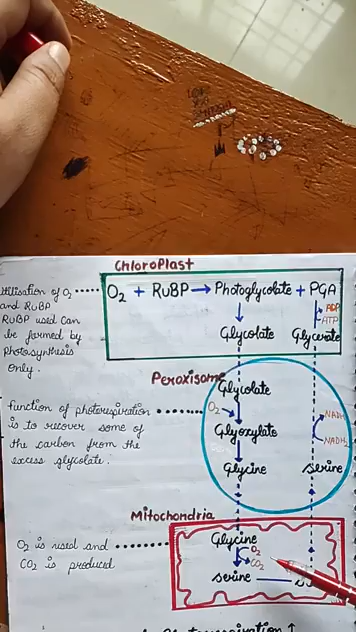 Chloroplast
Utilisation of O₂ ·····
and RUBP
RUBP used can
be formed by
Photosynthesis
Only.
O₂ + RUBP → Photoglycolate + PGA
ADP
ATP
Glycolate Glycerate
Peroxisome
function of photorespiration
is to recover some of
the carbon from the
excess glycolate.
Glycolate
O₂
Glyoxylate
NAD
NADH₂
Glycine serine
Mitochondria
O₂ is used and
CO₂ is produced
Glycine
O₂
CO₂
serine